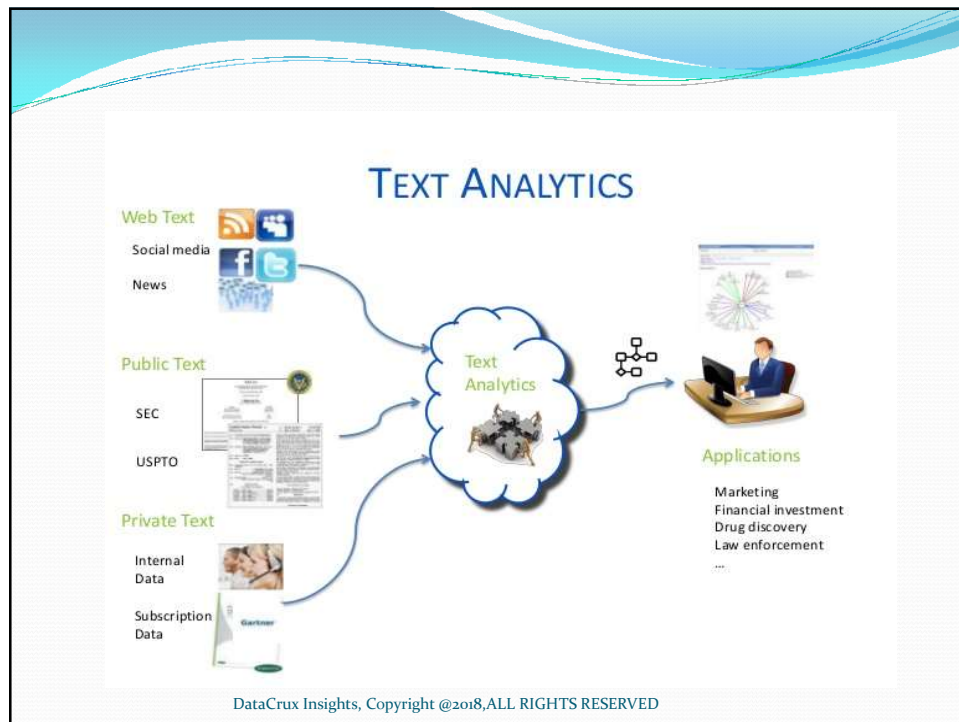 TEXT ANALYTICS
Web Text
Social media
News
Public Text
SEC
USPTO
Private Text
Internal
Data
Subscription
Data
Gartner
Text
Analytics
Applications
Marketing
Financial investment
Drug discovery
Law enforcement
...
DataCrux Insights, Copyright @2018,ALL RIGHTS RESERVED